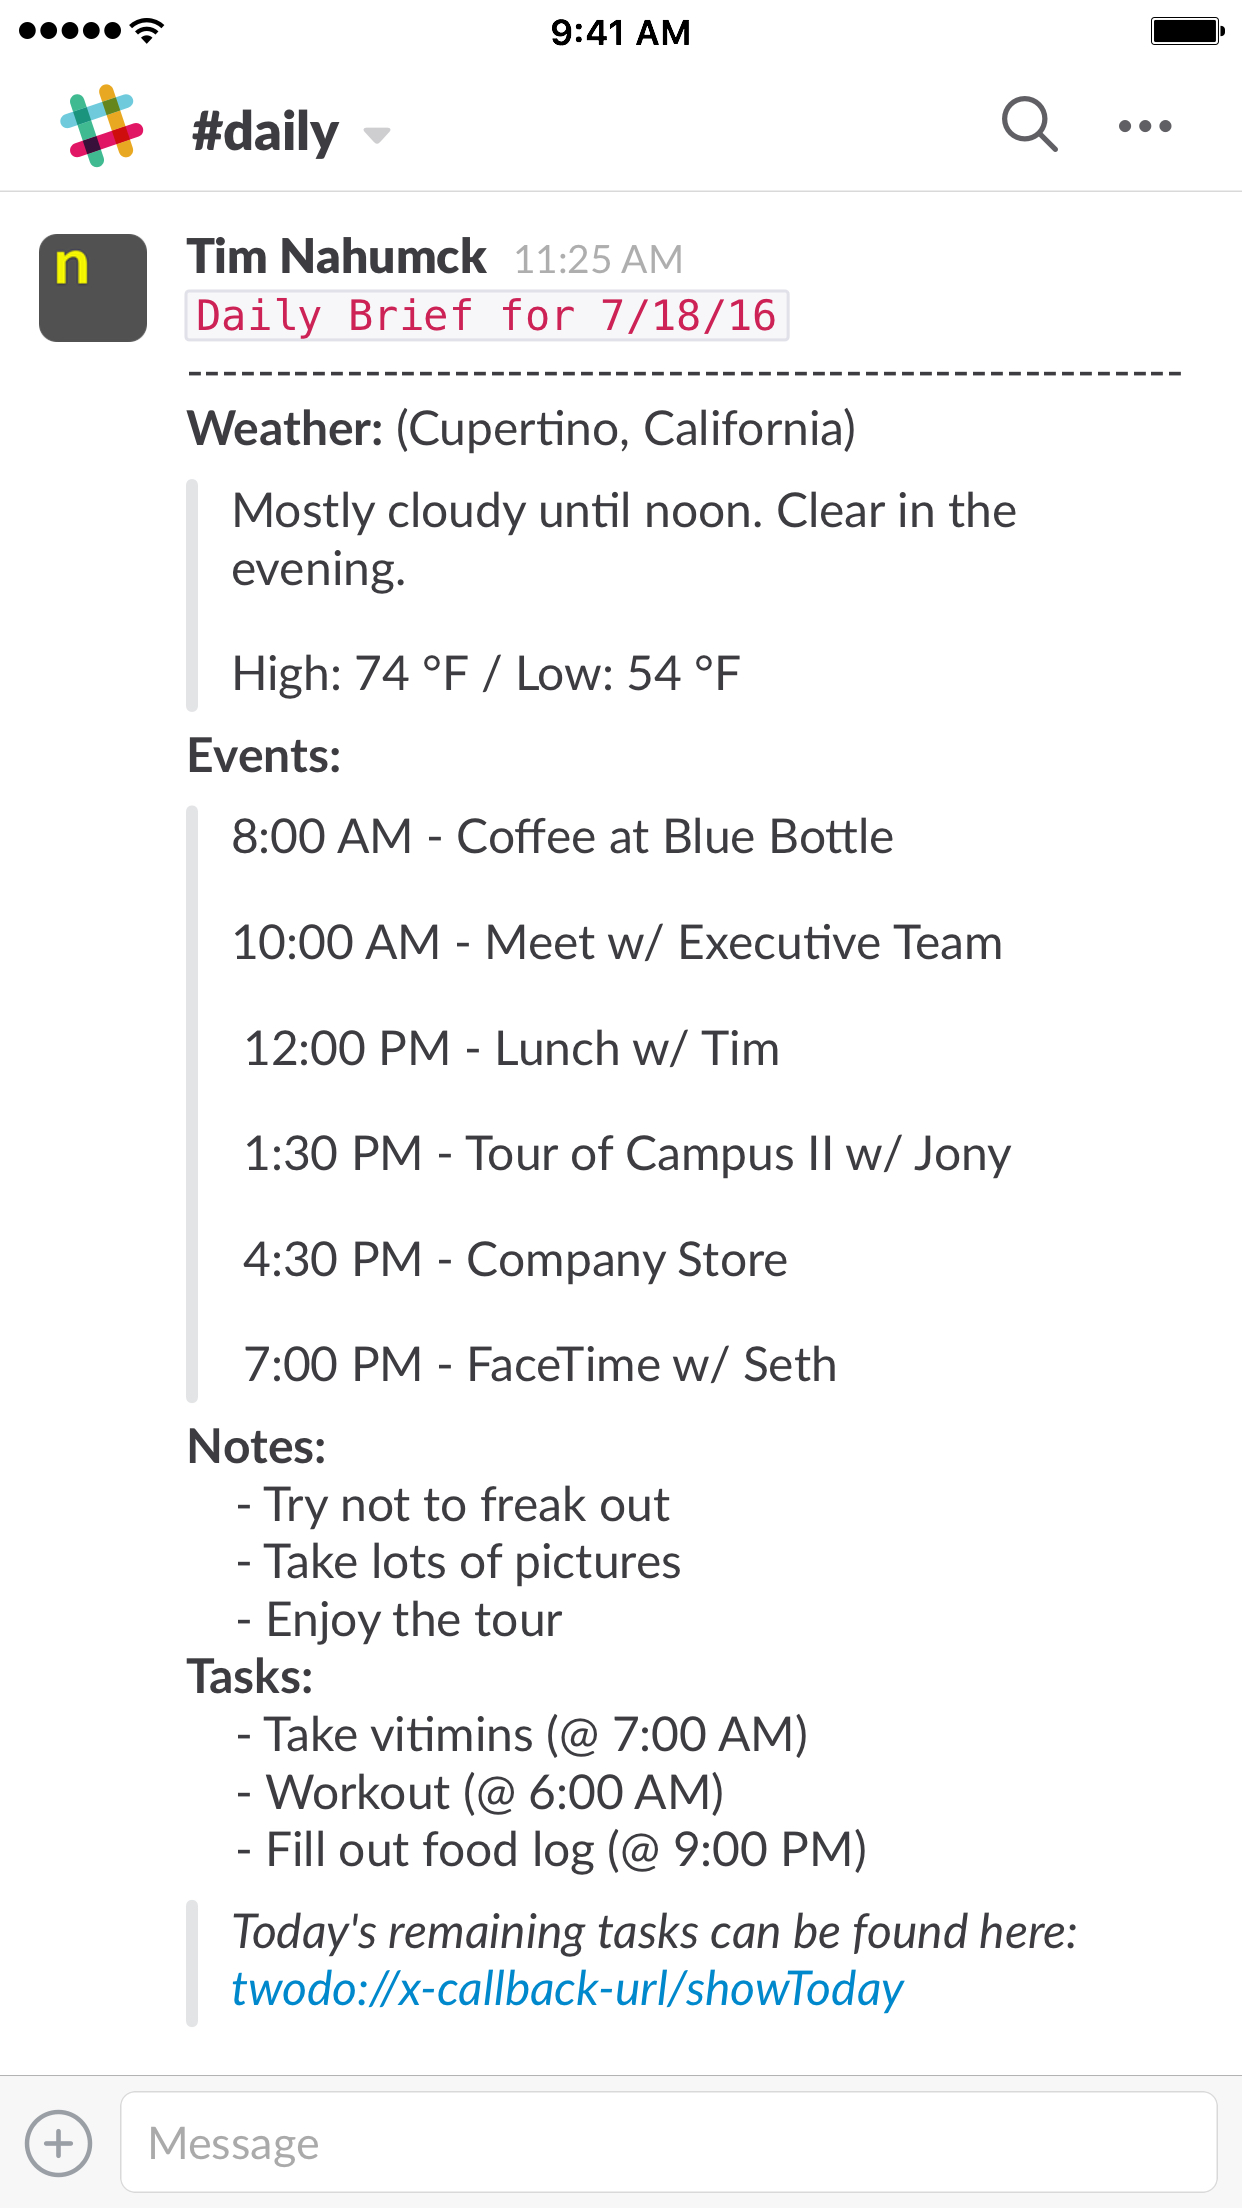 9:41 AM
#daily
n
Tim Nahumck 11:25 AM
Daily Brief for 7/18/16
--------------------------------------------------------
Weather: (Cupertino, California)
Mostly cloudy until noon. Clear in the
evening.
High: 74 °F / Low: 54 °F
Events:
8:00 AM - Coffee at Blue Bottle
10:00 AM - Meet w/ Executive Team
12:00 PM - Lunch w/ Tim
1:30 PM - Tour of Campus II w/ Jony
4:30 PM - Company Store
7:00 PM - FaceTime w/ Seth
Notes:
- Try not to freak out
- Take lots of pictures
- Enjoy the tour
Tasks:
- Take vitimins (@ 7:00 AM)
- Workout (@ 6:00 AM)
- Fill out food log (@ 9:00 PM)
Today's remaining tasks can be found here:
twodo://x-callback-url/showToday
Message